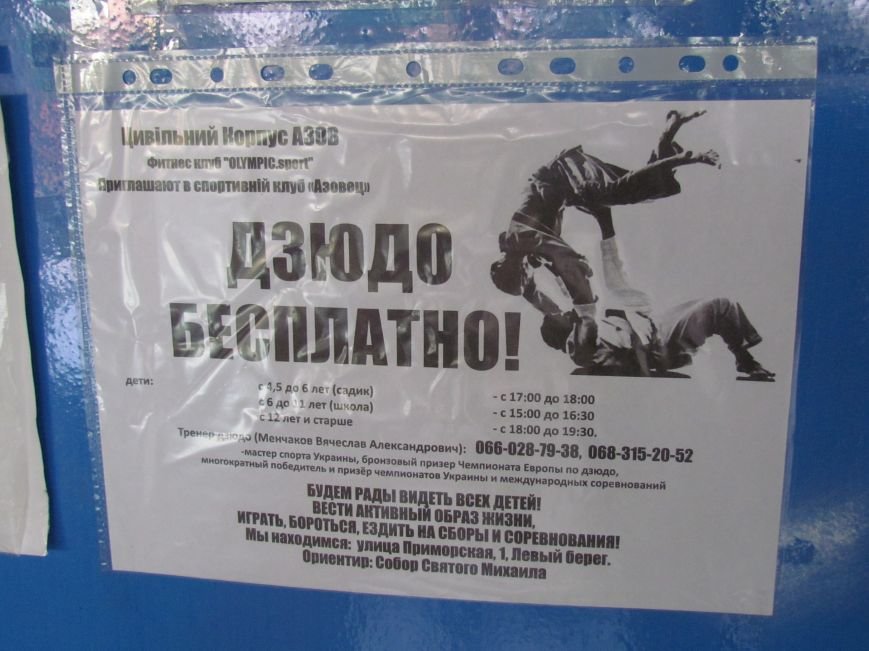 Цивільний Корпус АЗОВ
Фитнес клуб "OLYMPIC.sport"
Приглашают в спортивній клуб «Азовец»
ДЗЮДО
БЕСПЛАТНО!
дети:
с 4,5 до 6 лет (садик) - с 17:00 до 18:00
с 6 до 11 лет (школа) - с 15:00 до 16:30
с 12 лет и старше - с 18:00 до 19:30.
Тренер дзюдо (Менчаков Вячеслав Александрович): 066-028-79-38, 068-315-20-52
-мастер спорта Украины, бронзовый призер Чемпионата Европы по дзюдо,
многократный победитель и призёр чемпионатов Украины и международных соревнований
БУДЕМ РАДЫ ВИДЕТЬ ВСЕХ ДЕТЕЙ!
ВЕСТИ АКТИВНЫЙ ОБРАЗ ЖИЗНИ,
ИГРАТЬ, БОРОТЬСЯ, ЕЗДИТЬ НА СБОРЫ И СОРЕВНОВАНИЯ!
Мы находимся: улица Приморская, 1, Левый берег.
Ориентир: Собор Святого Михаила